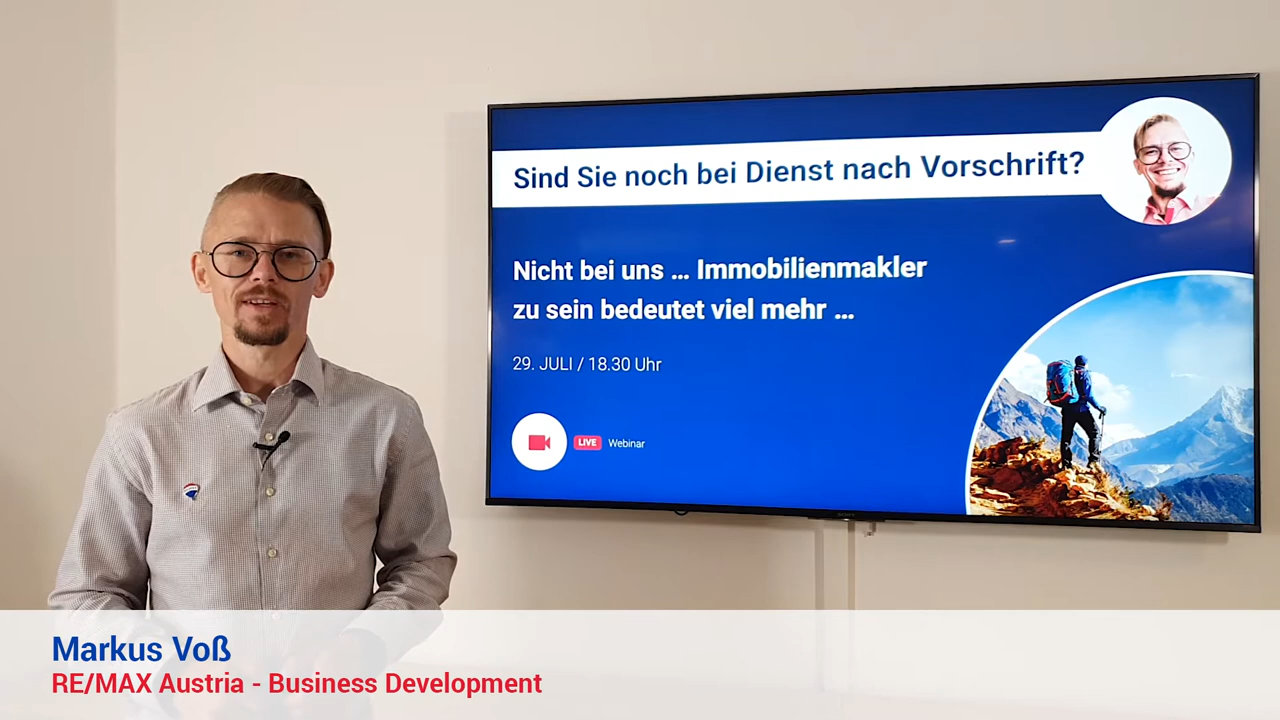 Sind Sie noch bei Dienst nach Vorschrift?
Nicht bei uns ... Immobilienmakler
zu sein bedeutet viel mehr ...
29. JULI / 18.30 Uhr
LIVE Webinar
SONY
Markus Voß
RE/MAX Austria - Business Development